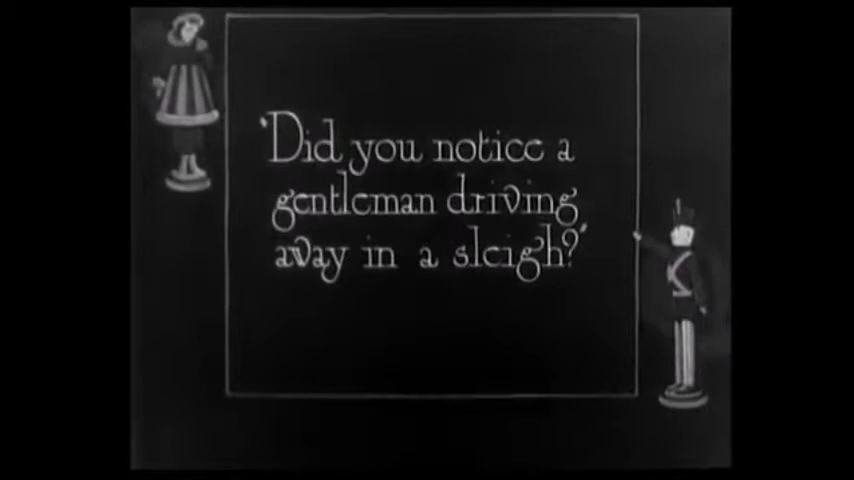 'Did you notice a
gentleman driving
away in a sleigh?'